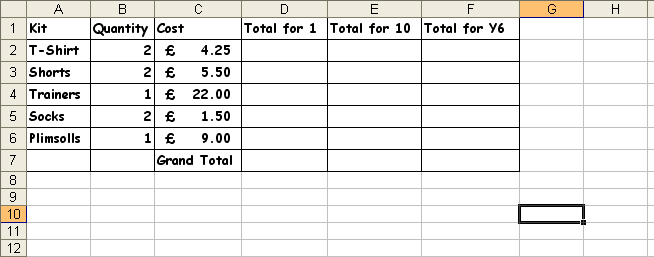 A B C D E F G H
1 Kit Quantity Cost Total for 1 Total for 10 Total for Y6
2 T-Shirt 2 £ 4.25
3 Shorts 2 £ 5.50
4 Trainers 1 £ 22.00
5 Socks 2 £ 1.50
6 Plimsolls 1 £ 9.00
7 Grand Total
8
9
10
11
12